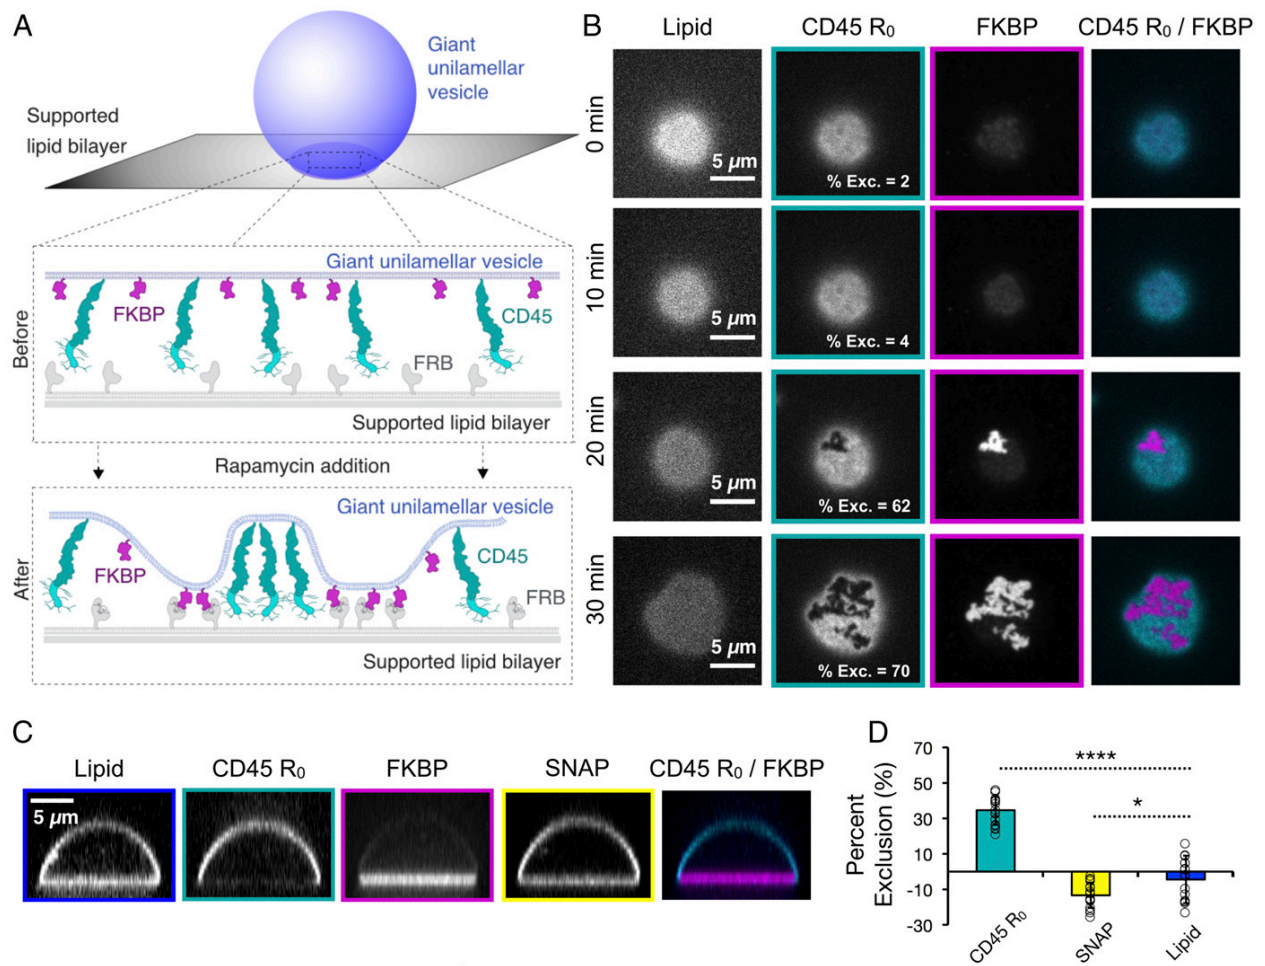 A
Giant
unilamellar
vesicle
Supported
lipid bilayer
Before
Giant unilamellar vesicle
FKBP
CD45
FRB
Supported lipid bilayer
Rapamycin addition
After
Giant unilamellar vesicle
FKBP
CD45
FRB
Supported lipid bilayer
B
Lipid CD45 R₀ FKBP CD45 R₀ / FKBP
0 min
5 µm
% Exc. = 2
10 min
5 µm
% Exc. = 4
20 min
5 µm
% Exc. = 62
30 min
5 µm
% Exc. = 70
C
Lipid CD45 R₀ FKBP SNAP CD45 R₀ / FKBP
5 µm
D
Percent
Exclusion (%)
70
50
30
10
-10
-30
****
*
CD45 R₀
SNAP
Lipid